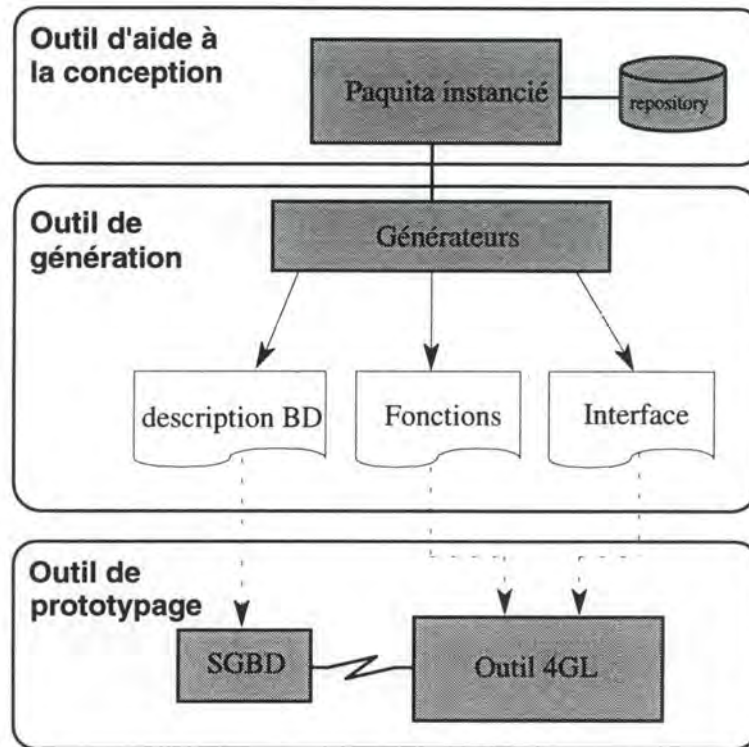 Outil d'aide à
la conception
Paquita instancié
repository
Outil de
génération
Générateurs
description BD
Fonctions
Interface
Outil de
prototypage
SGBD
Outil 4GL